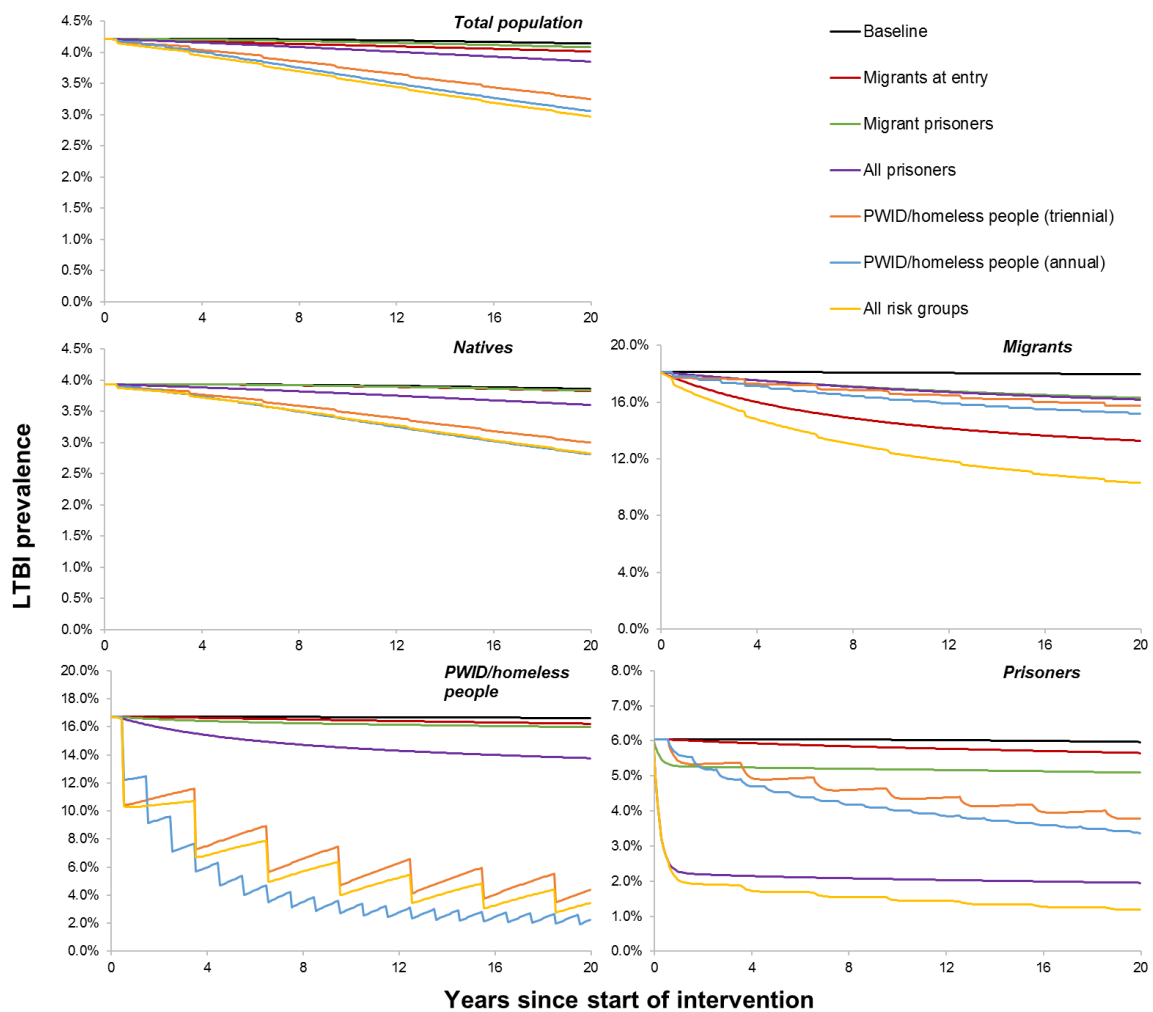 Total population
4.5%
4.0%
3.5%
3.0%
2.5%
2.0%
1.5%
1.0%
0.5%
0.0%
0 4 8 12 16 20
Baseline
Migrants at entry
Migrant prisoners
All prisoners
PWID/homeless people (triennial)
PWID/homeless people (annual)
All risk groups
LTBI prevalence
Natives
4.5%
4.0%
3.5%
3.0%
2.5%
2.0%
1.5%
1.0%
0.5%
0.0%
0 4 8 12 16 20
Migrants
20.0%
16.0%
12.0%
8.0%
4.0%
0.0%
0 4 8 12 16 20
PWID/homeless
people
20.0%
18.0%
16.0%
14.0%
12.0%
10.0%
8.0%
6.0%
4.0%
2.0%
0.0%
0 4 8 12 16 20
Prisoners
8.0%
7.0%
6.0%
5.0%
4.0%
3.0%
2.0%
1.0%
0.0%
0 4 8 12 16 20
Years since start of intervention